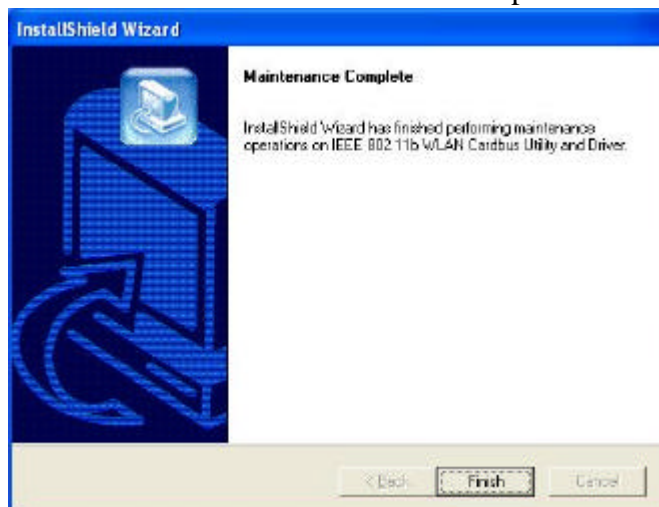 InstallShield Wizard
Maintenance Complete
InstallShield Wizard has finished performing maintenance
operations on IEEE 802.11b WLAN Cardbus Utility and Driver.
< Back
Finish
Cancel